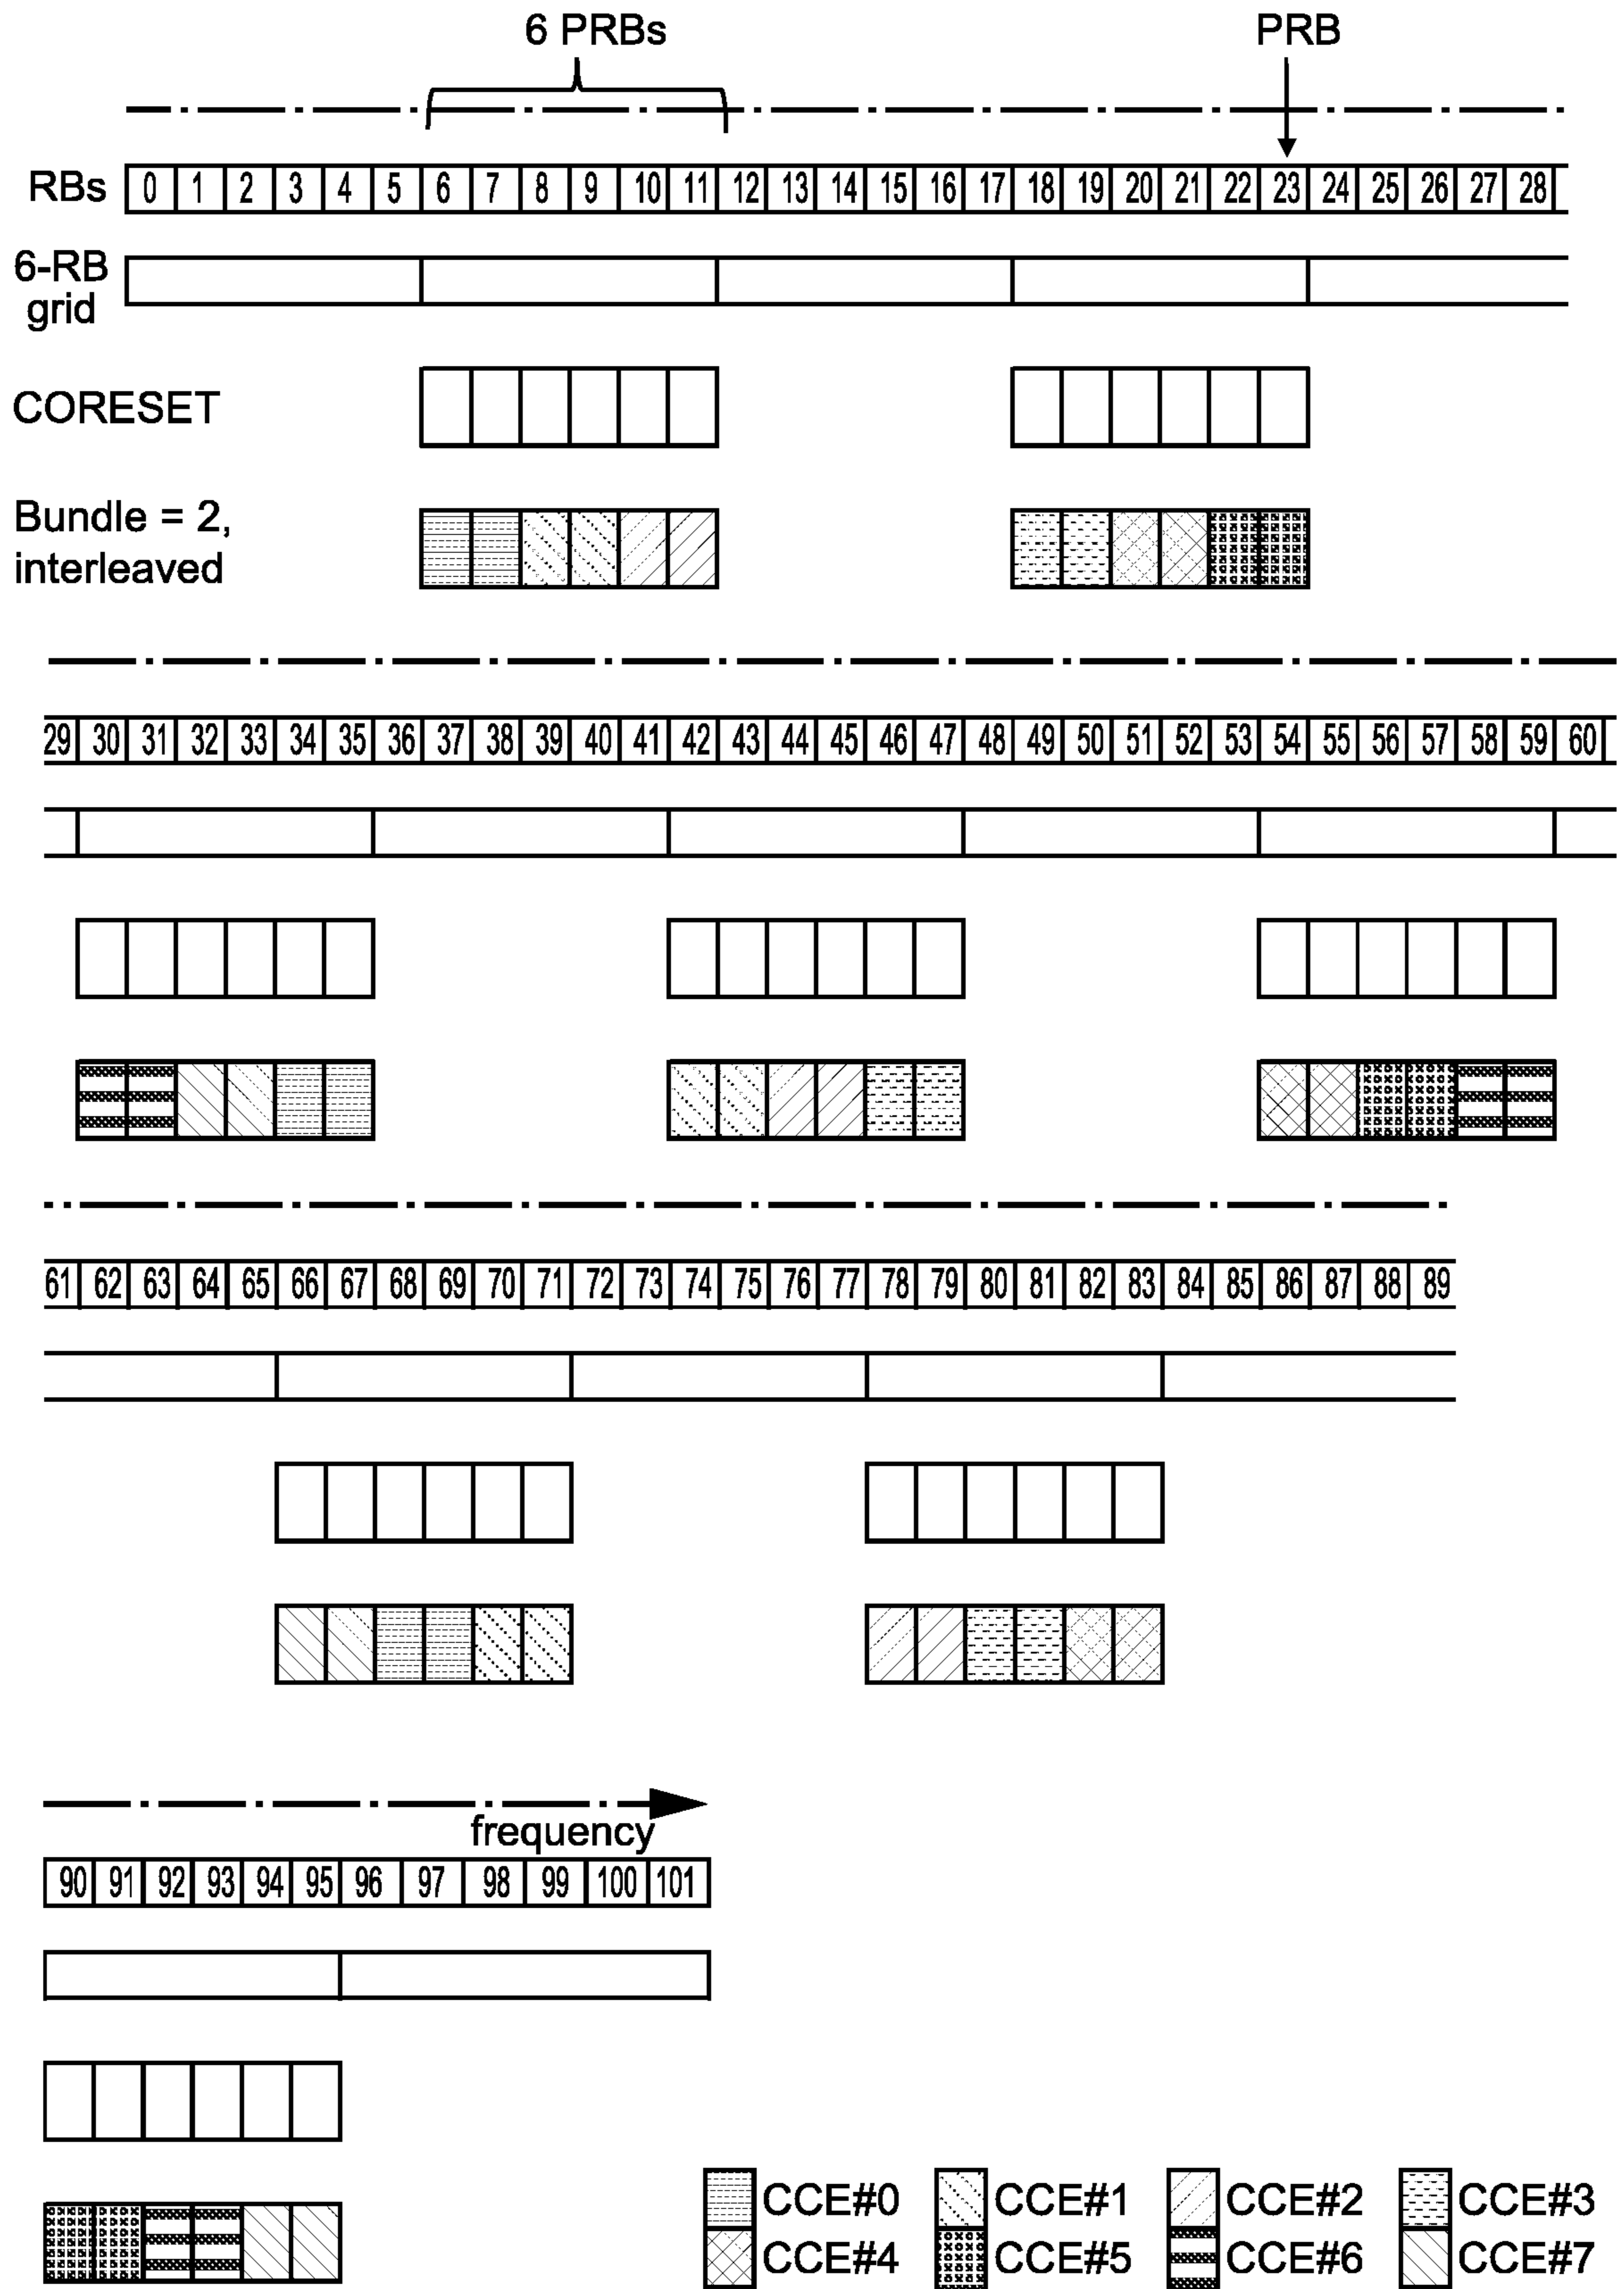 6 PRBs PRB
RBs 0 1 2 3 4 5 6 7 8 9 10 11 12 13 14 15 16 17 18 19 20 21 22 23 24 25 26 27 28
6-RB
grid
CORESET
Bundle = 2,
interleaved
29 30 31 32 33 34 35 36 37 38 39 40 41 42 43 44 45 46 47 48 49 50 51 52 53 54 55 56 57 58 59 60
61 62 63 64 65 66 67 68 69 70 71 72 73 74 75 76 77 78 79 80 81 82 83 84 85 86 87 88 89
frequency
90 91 92 93 94 95 96 97 98 99 100 101
CCE#0 CCE#1 CCE#2 CCE#3
CCE#4 CCE#5 CCE#6 CCE#7